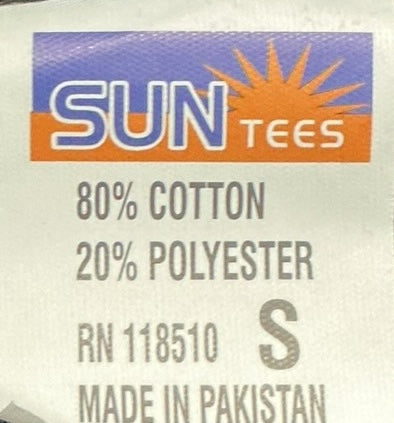 SUN TEES
80% COTTON
20% POLYESTER
RN 118510 S
MADE IN PAKISTAN